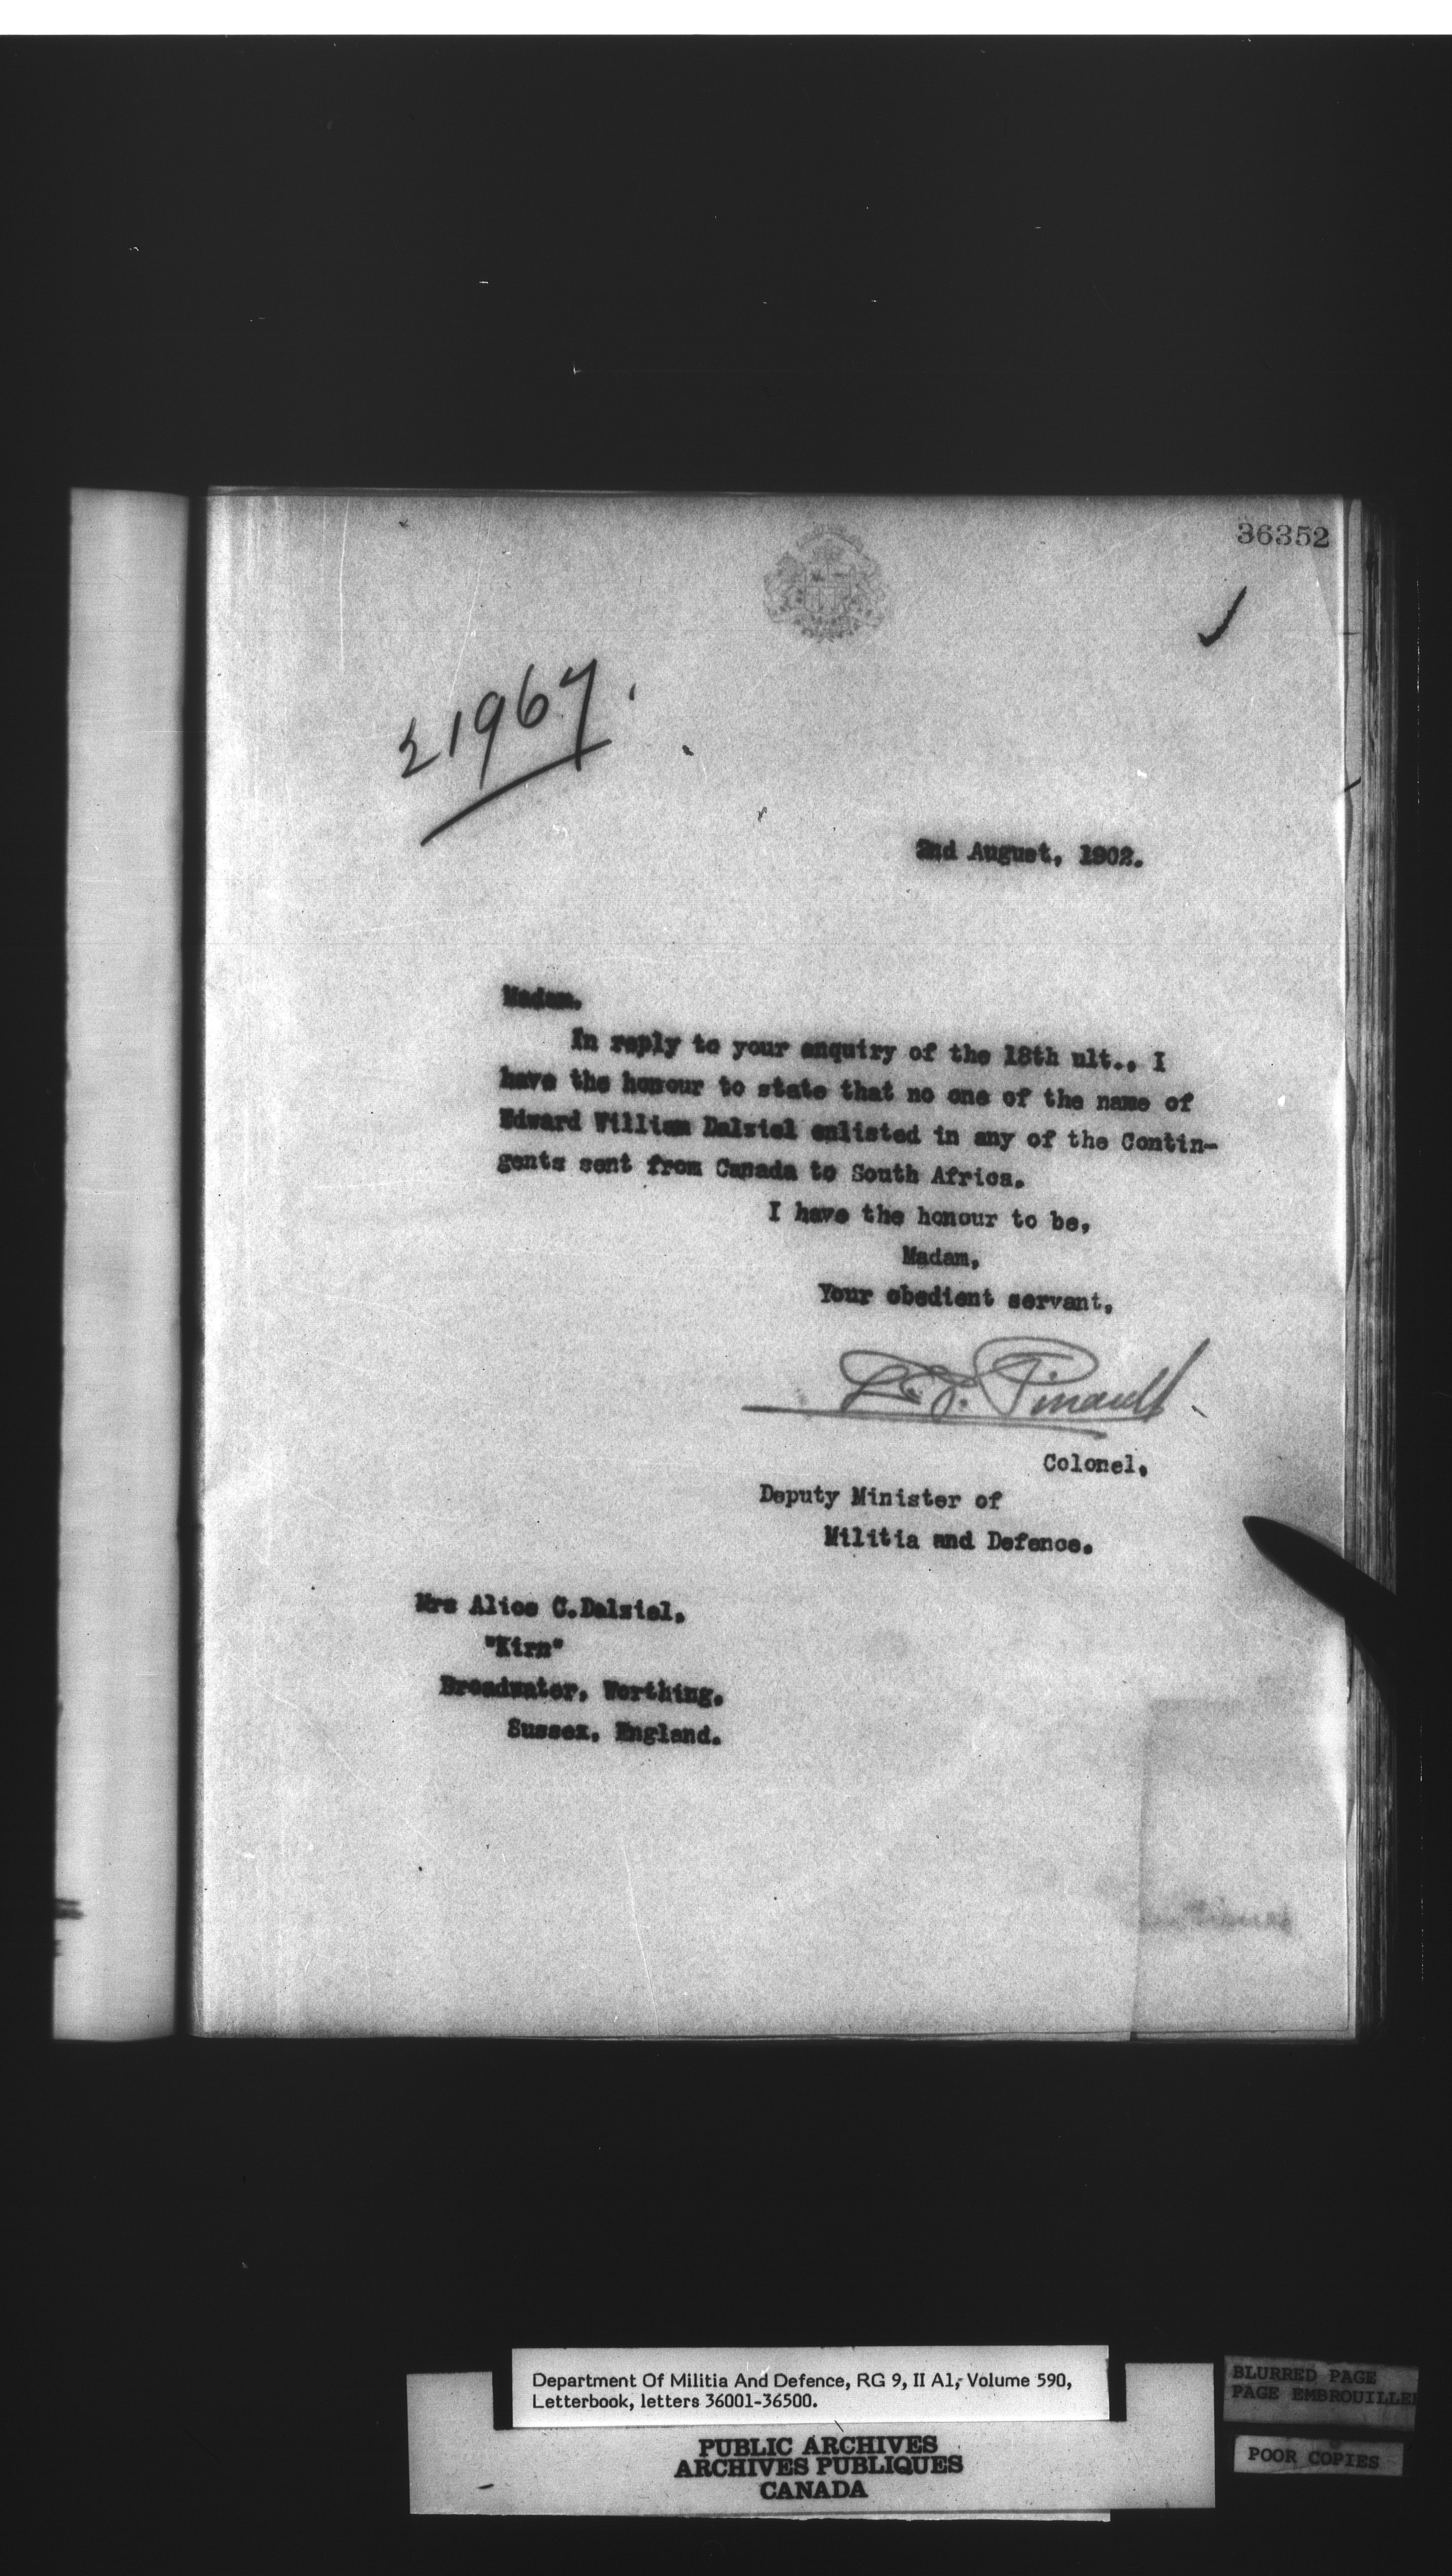 36352
21967.
2nd August, 1902.
Madam,
In reply to your enquiry of the 18th ult., I
have the honour to state that no one of the name of
Edward William Dalziel enlisted in any of the Contin-
gents sent from Canada to South Africa.
I have the honour to be,
Madam,
Your obedient servant,
L.F. Pinault
Colonel,
Deputy Minister of
Militia and Defence.
Mrs Alice C.Dalziel,
"Kirn"
Broadwater, Worthing,
Sussex, England.
Department Of Militia And Defence, RG 9, II A1, Volume 590,
Letterbook, letters 36001-36500.
PUBLIC ARCHIVES
ARCHIVES PUBLIQUES
CANADA
BLURRED PAGE
PAGE EMBROUILLE
POOR COPIES